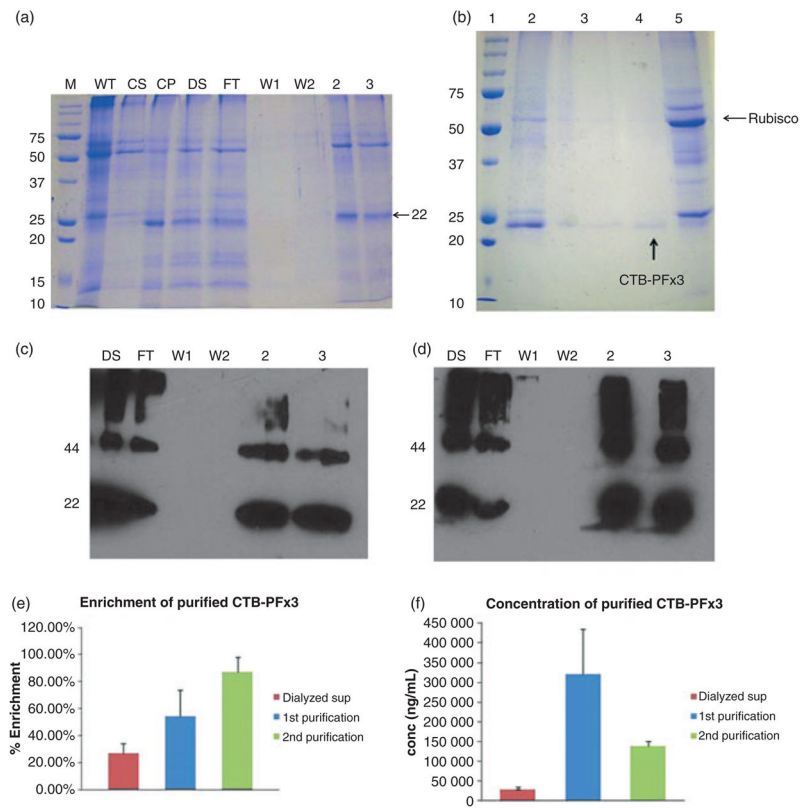 (a)
M WT CS CP DS FT W1 W2 2 3
75
50
37
25
20
15
10
22
(b)
1 2 3 4 5
75
50
37
25
20
10
Rubisco
CTB-PFx3
(c)
DS FT W1 W2 2 3
44
22
(d)
DS FT W1 W2 2 3
44
22
(e) Enrichment of purified CTB-PFx3
% Enrichment
120.00%
100.00%
80.00%
60.00%
40.00%
20.00%
0.00%
Dialyzed sup
1st purification
2nd purification
(f) Concentration of purified CTB-PFx3
conc (ng/mL)
450 000
400 000
350 000
300 000
250 000
200 000
150 000
100 000
50 000
0
Dialyzed sup
1st purification
2nd purification